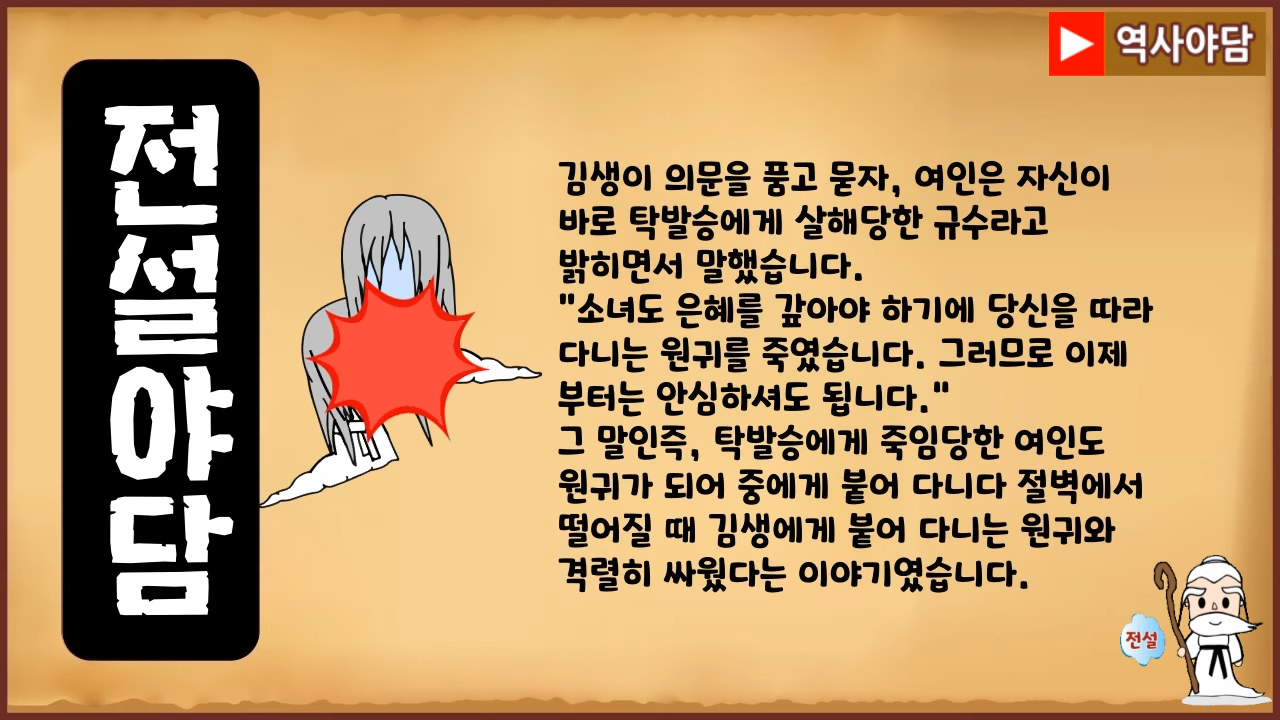 역사야담
전설야담
김생이 의문을 품고 묻자, 여인은 자신이
바로 탁발승에게 살해당한 규수라고
밝히면서 말했습니다.
"소녀도 은혜를 갚아야 하기에 당신을 따라
다니는 원귀를 죽였습니다. 그러므로 이제
부터는 안심하셔도 됩니다."
그 말인즉, 탁발승에게 죽임당한 여인도
원귀가 되어 중에게 붙어 다니다 절벽에서
떨어질 때 김생에게 붙어 다니는 원귀와
격렬히 싸웠다는 이야기였습니다.
전설